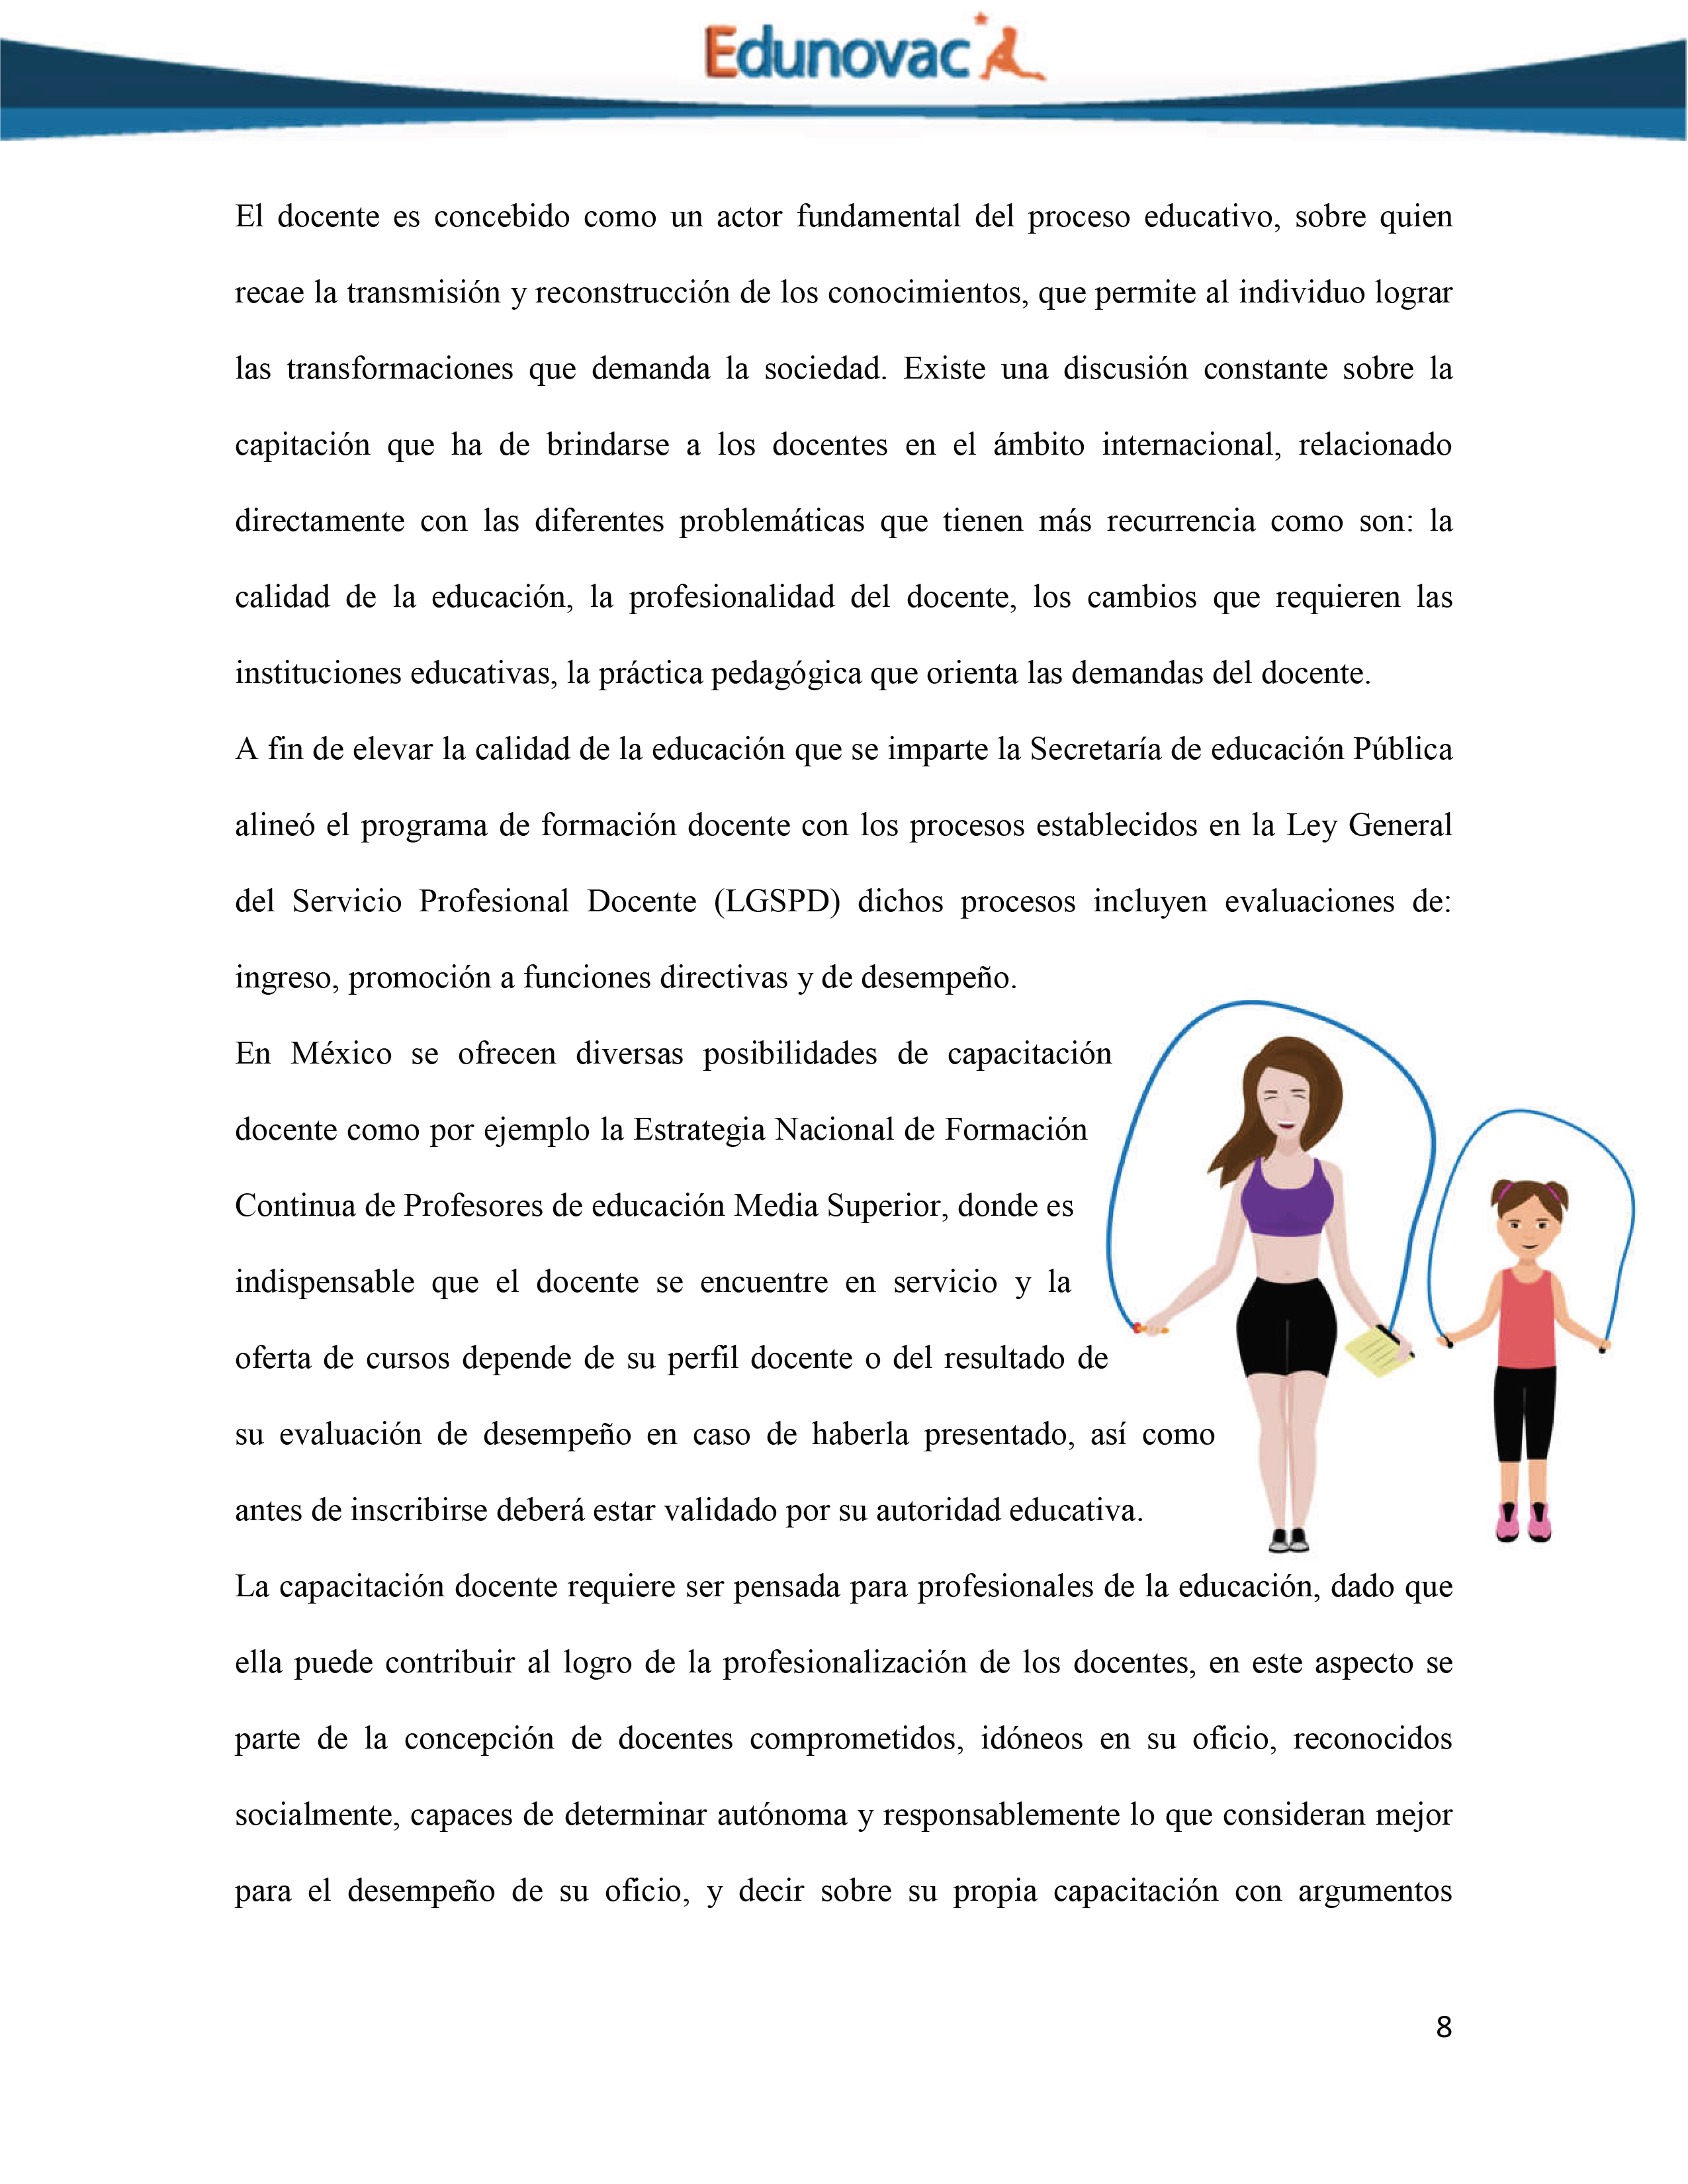 Edunovac
El docente es concebido como un actor fundamental del proceso educativo, sobre quien
recae la transmisión y reconstrucción de los conocimientos, que permite al individuo lograr
las transformaciones que demanda la sociedad. Existe una discusión constante sobre la
capitación que ha de brindarse a los docentes en el ámbito internacional, relacionado
directamente con las diferentes problemáticas que tienen más recurrencia como son: la
calidad de la educación, la profesionalidad del docente, los cambios que requieren las
instituciones educativas, la práctica pedagógica que orienta las demandas del docente.
A fin de elevar la calidad de la educación que se imparte la Secretaría de educación Pública
alineó el programa de formación docente con los procesos establecidos en la Ley General
del Servicio Profesional Docente (LGSPD) dichos procesos incluyen evaluaciones de:
ingreso, promoción a funciones directivas y de desempeño.
En México se ofrecen diversas posibilidades de capacitación
docente como por ejemplo la Estrategia Nacional de Formación
Continua de Profesores de educación Media Superior, donde es
indispensable que el docente se encuentre en servicio y la
oferta de cursos depende de su perfil docente o del resultado de
su evaluación de desempeño en caso de haberla presentado, así como
antes de inscribirse deberá estar validado por su autoridad educativa.
La capacitación docente requiere ser pensada para profesionales de la educación, dado que
ella puede contribuir al logro de la profesionalización de los docentes, en este aspecto se
parte de la concepción de docentes comprometidos, idóneos en su oficio, reconocidos
socialmente, capaces de determinar autónoma y responsablemente lo que consideran mejor
para el desempeño de su oficio, y decir sobre su propia capacitación con argumentos
8